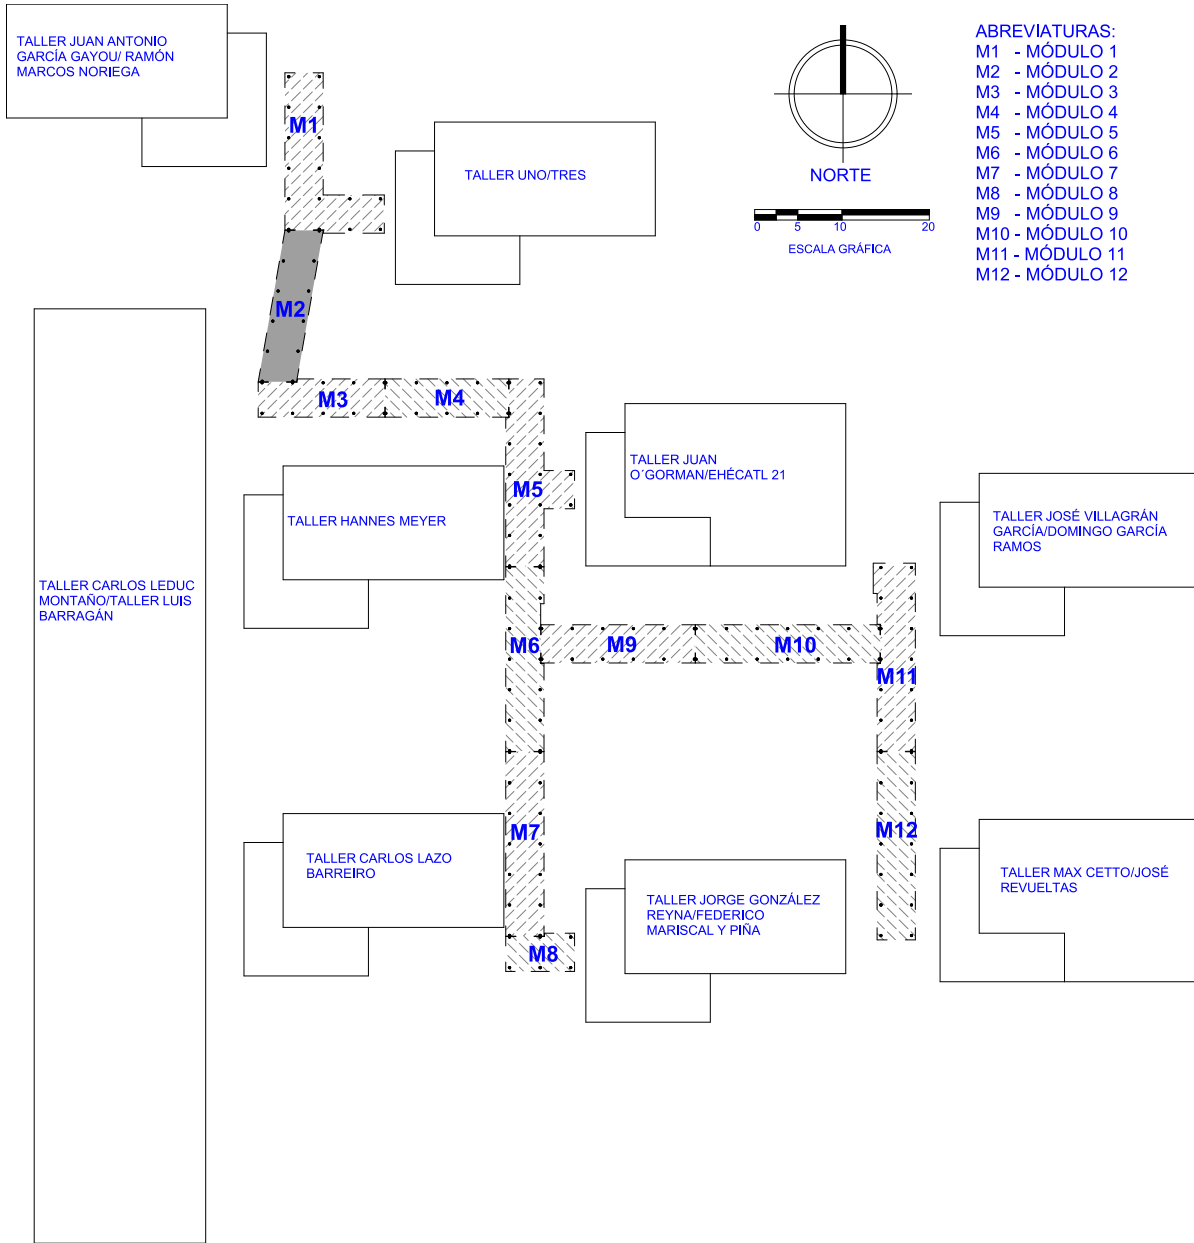 TALLER JUAN ANTONIO
GARCÍA GAYOU/ RAMÓN
MARCOS NORIEGA
M1
TALLER UNO/TRES
NORTE
0 5 10 20
ESCALA GRÁFICA
ABREVIATURAS:
M1 - MÓDULO 1
M2 - MÓDULO 2
M3 - MÓDULO 3
M4 - MÓDULO 4
M5 - MÓDULO 5
M6 - MÓDULO 6
M7 - MÓDULO 7
M8 - MÓDULO 8
M9 - MÓDULO 9
M10 - MÓDULO 10
M11 - MÓDULO 11
M12 - MÓDULO 12
M2
M3
M4
M5
TALLER JUAN
O´GORMAN/EHÉCATL 21
TALLER HANNES MEYER
TALLER JOSÉ VILLAGRÁN
GARCÍA/DOMINGO GARCÍA
RAMOS
TALLER CARLOS LEDUC
MONTAÑO/TALLER LUIS
BARRAGÁN
M6
M9
M10
M11
M7
M12
TALLER CARLOS LAZO
BARREIRO
TALLER JORGE GONZÁLEZ
REYNA/FEDERICO
MARISCAL Y PIÑA
TALLER MAX CETTO/JOSÉ
REVUELTAS
M8